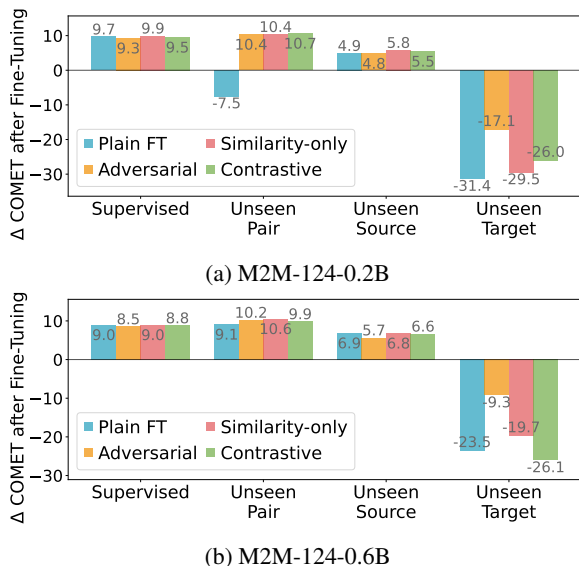 Δ COMET after Fine-Tuning
10
0
−10
−20
−30
9.7
9.3
9.9
9.5
-7.5
10.4
10.4
10.7
4.9
4.8
5.8
5.5
-31.4
-17.1
-29.5
-26.0
Plain FT
Similarity-only
Adversarial
Contrastive
Supervised
Unseen
Pair
Unseen
Source
Unseen
Target
(a) M2M-124-0.2B
Δ COMET after Fine-Tuning
10
0
−10
−20
−30
9.0
8.5
9.0
8.8
9.1
10.2
10.6
9.9
6.9
5.7
6.8
6.6
-23.5
-9.3
-19.7
-26.1
Plain FT
Similarity-only
Adversarial
Contrastive
Supervised
Unseen
Pair
Unseen
Source
Unseen
Target
(b) M2M-124-0.6B